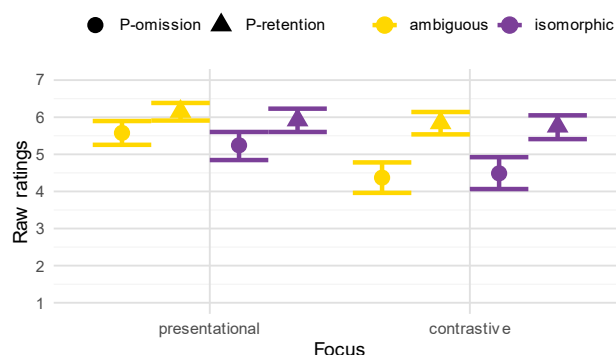 P-omission P-retention ambiguous isomorphic
7
6
5
4
3
2
1
Raw ratings
presentational contrastive
Focus